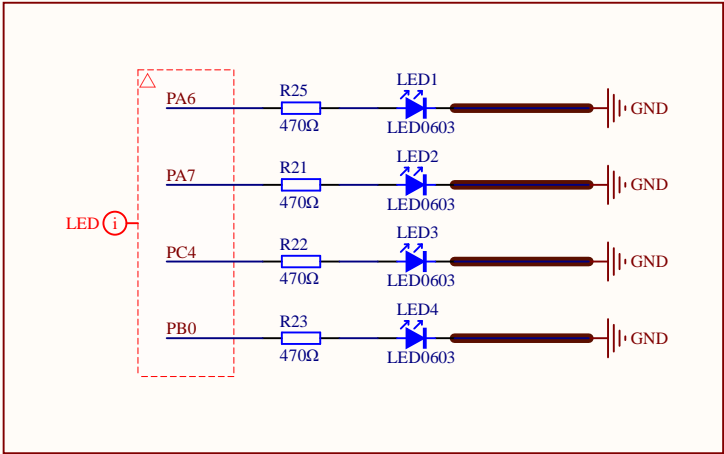 LED1
R25
PA6
GND
470Ω
LED0603
LED2
R21
PA7
GND
470Ω
LED0603
LED i
LED3
R22
PC4
GND
470Ω
LED0603
LED4
R23
PB0
GND
470Ω
LED0603